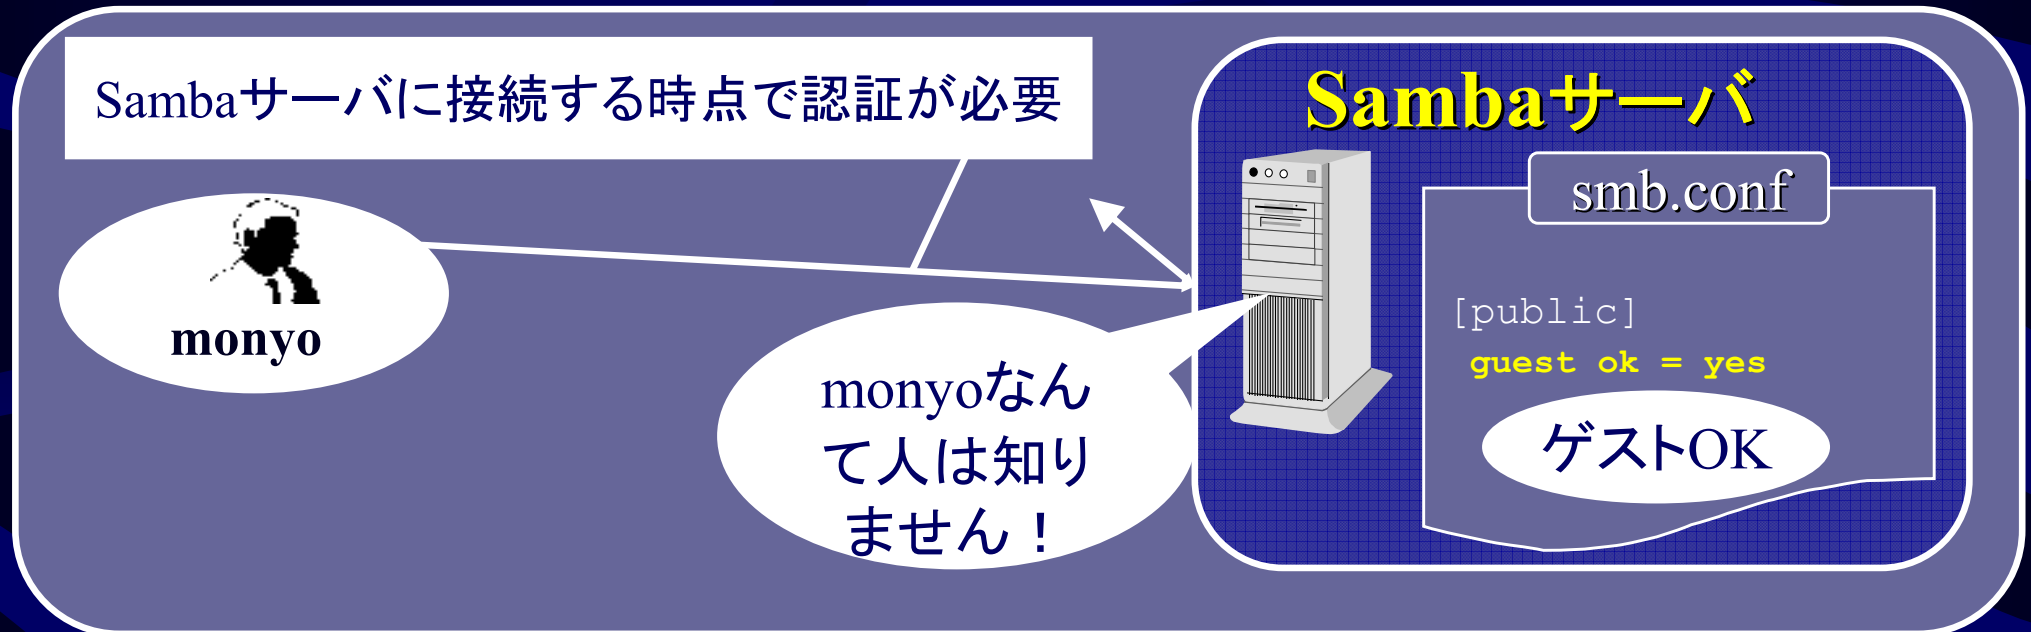 Sambaサーバに接続する時点で認証が必要
Sambaサーバ
smb.conf
monyo
[public]
guest ok = yes
monyoなん
て人は知り
ません！
ゲストOK